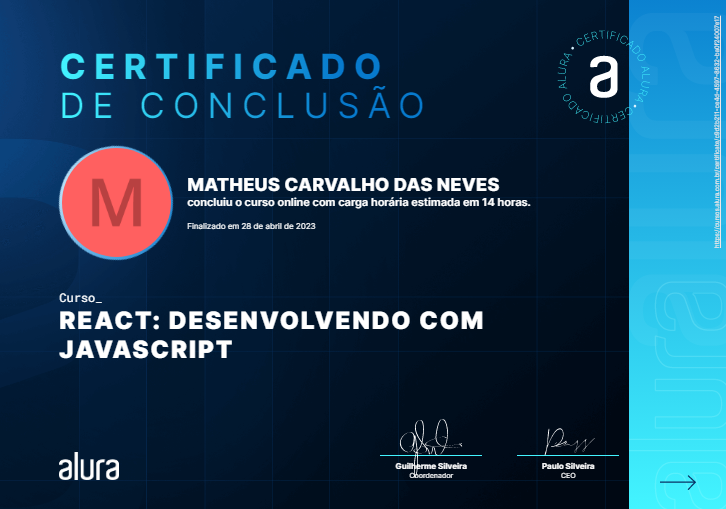 CERTIFICADO
DE CONCLUSÃO
CERTIFICADO ALURA • CERTIFICADO ALURA •
a
M
MATHEUS CARVALHO DAS NEVES
concluiu o curso online com carga horária estimada em 14 horas.
Finalizado em 28 de abril de 2023
Curso_
REACT: DESENVOLVENDO COM
JAVASCRIPT
alura
Guilherme Silveira
Coordenador
Paulo Silveira
CEO
alura